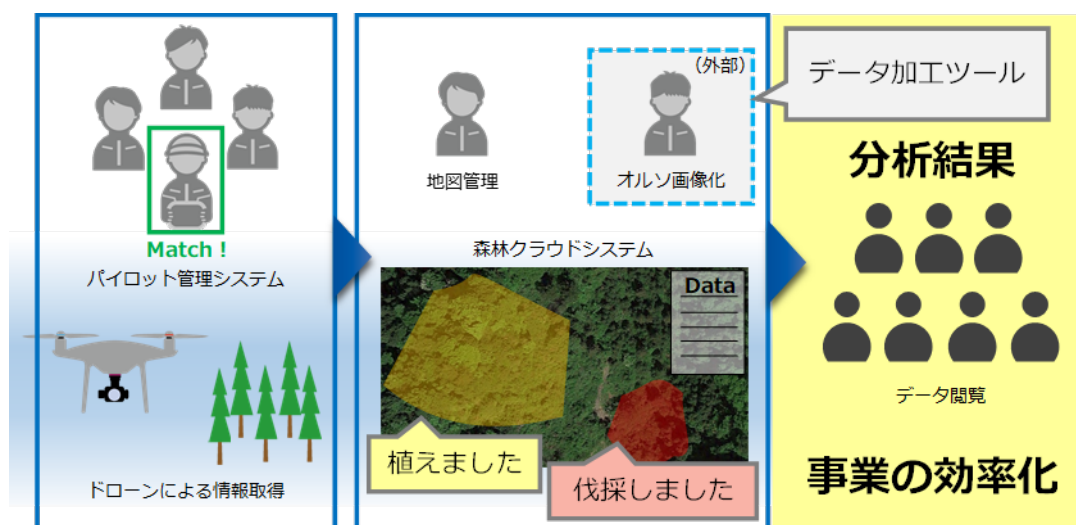 Match！
パイロット管理システム
ドローンによる情報取得
地図管理
（外部）
オルソ画像化
森林クラウドシステム
Data
植えました
伐採しました
データ加工ツール
分析結果
データ閲覧
事業の効率化